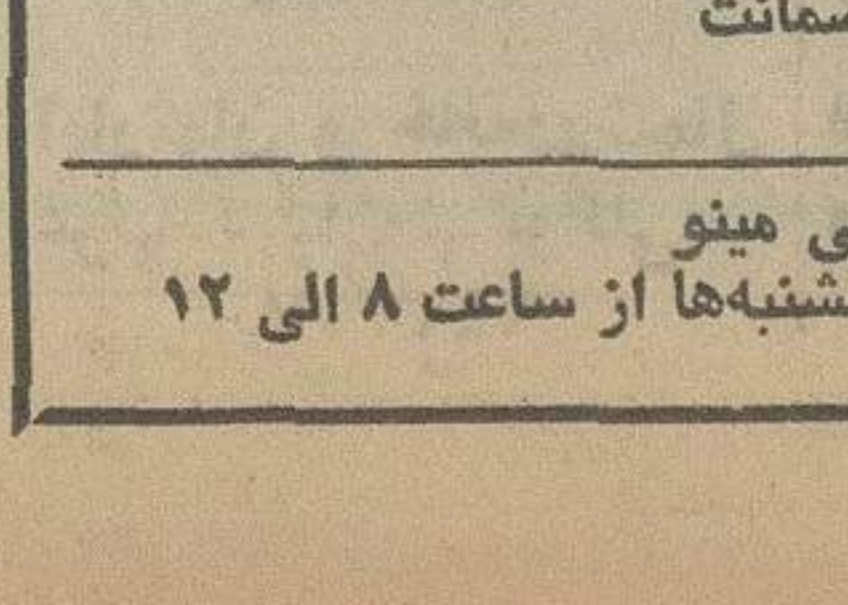 ضمانت
ی مینو
شنبه‌ها از ساعت ۸ الی ۱۲